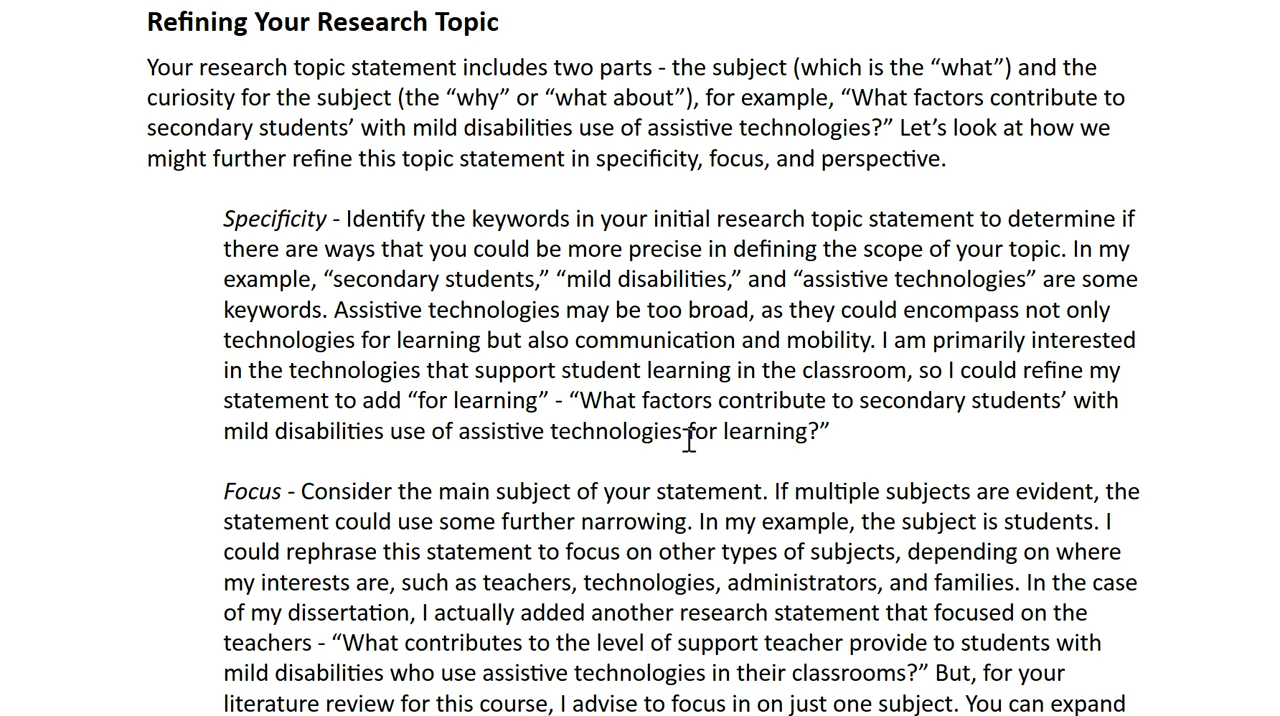 Refining Your Research Topic
Your research topic statement includes two parts - the subject (which is the “what”) and the
curiosity for the subject (the “why” or “what about”), for example, “What factors contribute to
secondary students’ with mild disabilities use of assistive technologies?” Let’s look at how we
might further refine this topic statement in specificity, focus, and perspective.
Specificity - Identify the keywords in your initial research topic statement to determine if
there are ways that you could be more precise in defining the scope of your topic. In my
example, “secondary students,” “mild disabilities,” and “assistive technologies” are some
keywords. Assistive technologies may be too broad, as they could encompass not only
technologies for learning but also communication and mobility. I am primarily interested
in the technologies that support student learning in the classroom, so I could refine my
statement to add “for learning” - “What factors contribute to secondary students’ with
mild disabilities use of assistive technologies for learning?”
Focus - Consider the main subject of your statement. If multiple subjects are evident, the
statement could use some further narrowing. In my example, the subject is students. I
could rephrase this statement to focus on other types of subjects, depending on where
my interests are, such as teachers, technologies, administrators, and families. In the case
of my dissertation, I actually added another research statement that focused on the
teachers - “What contributes to the level of support teacher provide to students with
mild disabilities who use assistive technologies in their classrooms?” But, for your
literature review for this course, I advise to focus in on just one subject. You can expand